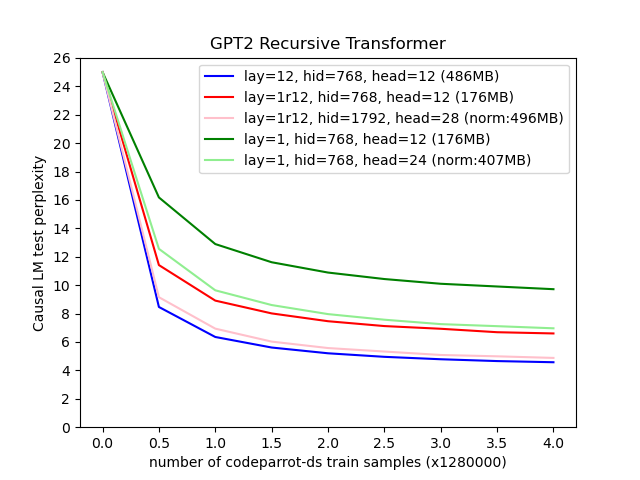 GPT2 Recursive Transformer
lay=12, hid=768, head=12 (486MB)
lay=1r12, hid=768, head=12 (176MB)
lay=1r12, hid=1792, head=28 (norm:496MB)
lay=1, hid=768, head=12 (176MB)
lay=1, hid=768, head=24 (norm:407MB)
Causal LM test perplexity
26
24
22
20
18
16
14
12
10
8
6
4
2
0
0.0 0.5 1.0 1.5 2.0 2.5 3.0 3.5 4.0
number of codeparrot-ds train samples (x1280000)